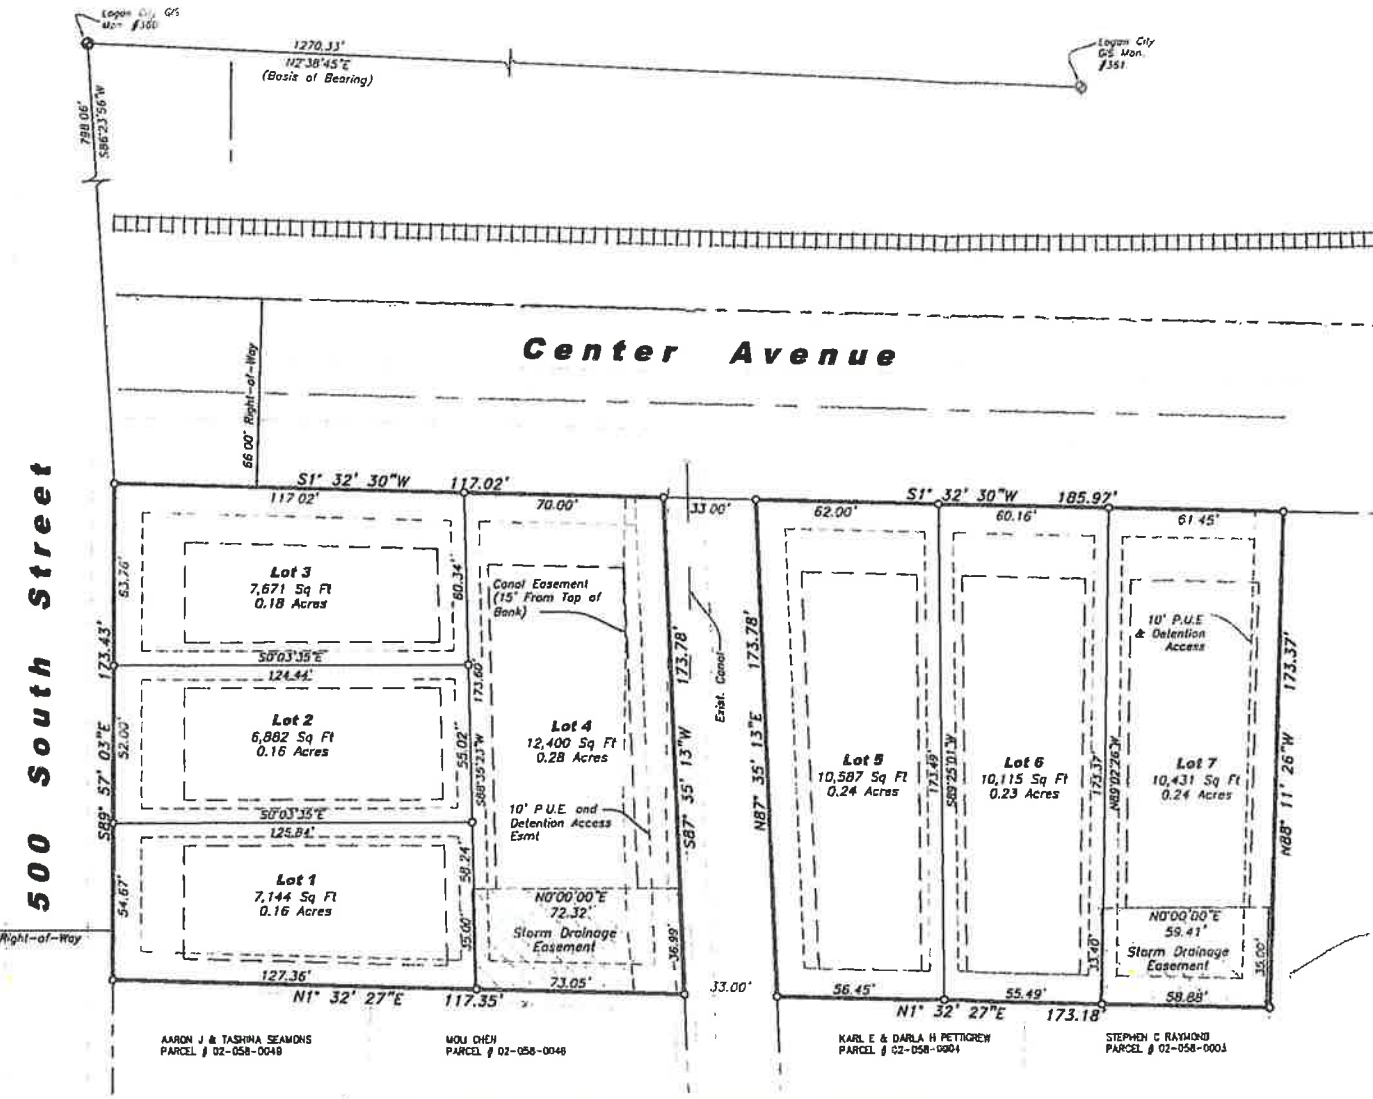 Logan City GIS
Mon. #360
1270.33'
N2°38'45"E
(Basis of Bearing)
Logan City
GIS Mon.
#361
798.06'
S86°23'56"W
Center Avenue
66.00' Right-of-Way
500 South Street
Right-of-Way
S1° 32' 30"W 117.02'
117.02'
70.00'
33.00'
S1° 32' 30"W 185.97'
62.00'
60.16'
61.45'
53.76'
Lot 3
7,671 Sq Ft
0.18 Acres
60.34'
S0°03'35"E
124.44'
173.43'
S89° 57' 03"E
52.00'
Lot 2
6,882 Sq Ft
0.16 Acres
55.02'
S0°03'35"E
125.84'
54.67'
Lot 1
7,144 Sq Ft
0.16 Acres
58.24'
35.00'
127.36'
173.60'
S88°35'23"W
Canal Easement
(15' From Top of
Bank)
Lot 4
12,400 Sq Ft
0.28 Acres
10' P.U.E. and
Detention Access
Esmt
N0°00'00"E
72.32'
Storm Drainage
Easement
36.99'
73.05'
N1° 32' 27"E 117.35'
173.78'
S87° 35' 13"W
Exist. Canal
33.00'
173.78'
N87° 35' 13"E
Lot 5
10,587 Sq Ft
0.24 Acres
173.49'
S89°25'01"W
56.45'
Lot 6
10,115 Sq Ft
0.23 Acres
173.37'
N89°02'26"W
33.40'
55.49'
10' P.U.E
& Detention
Access
Lot 7
10,431 Sq Ft
0.24 Acres
N0°00'00"E
59.41'
Storm Drainage
Easement
35.00'
58.88'
173.37'
N88° 11' 26"W
N1° 32' 27"E 173.18'
AARON J & TASHINA SEAMONS
PARCEL # 02-058-0049
MOU CHEN
PARCEL # 02-058-0046
KARL E & DARLA H PETTIGREW
PARCEL # 02-058-0004
STEPHEN C RAYMOND
PARCEL # 02-058-0003